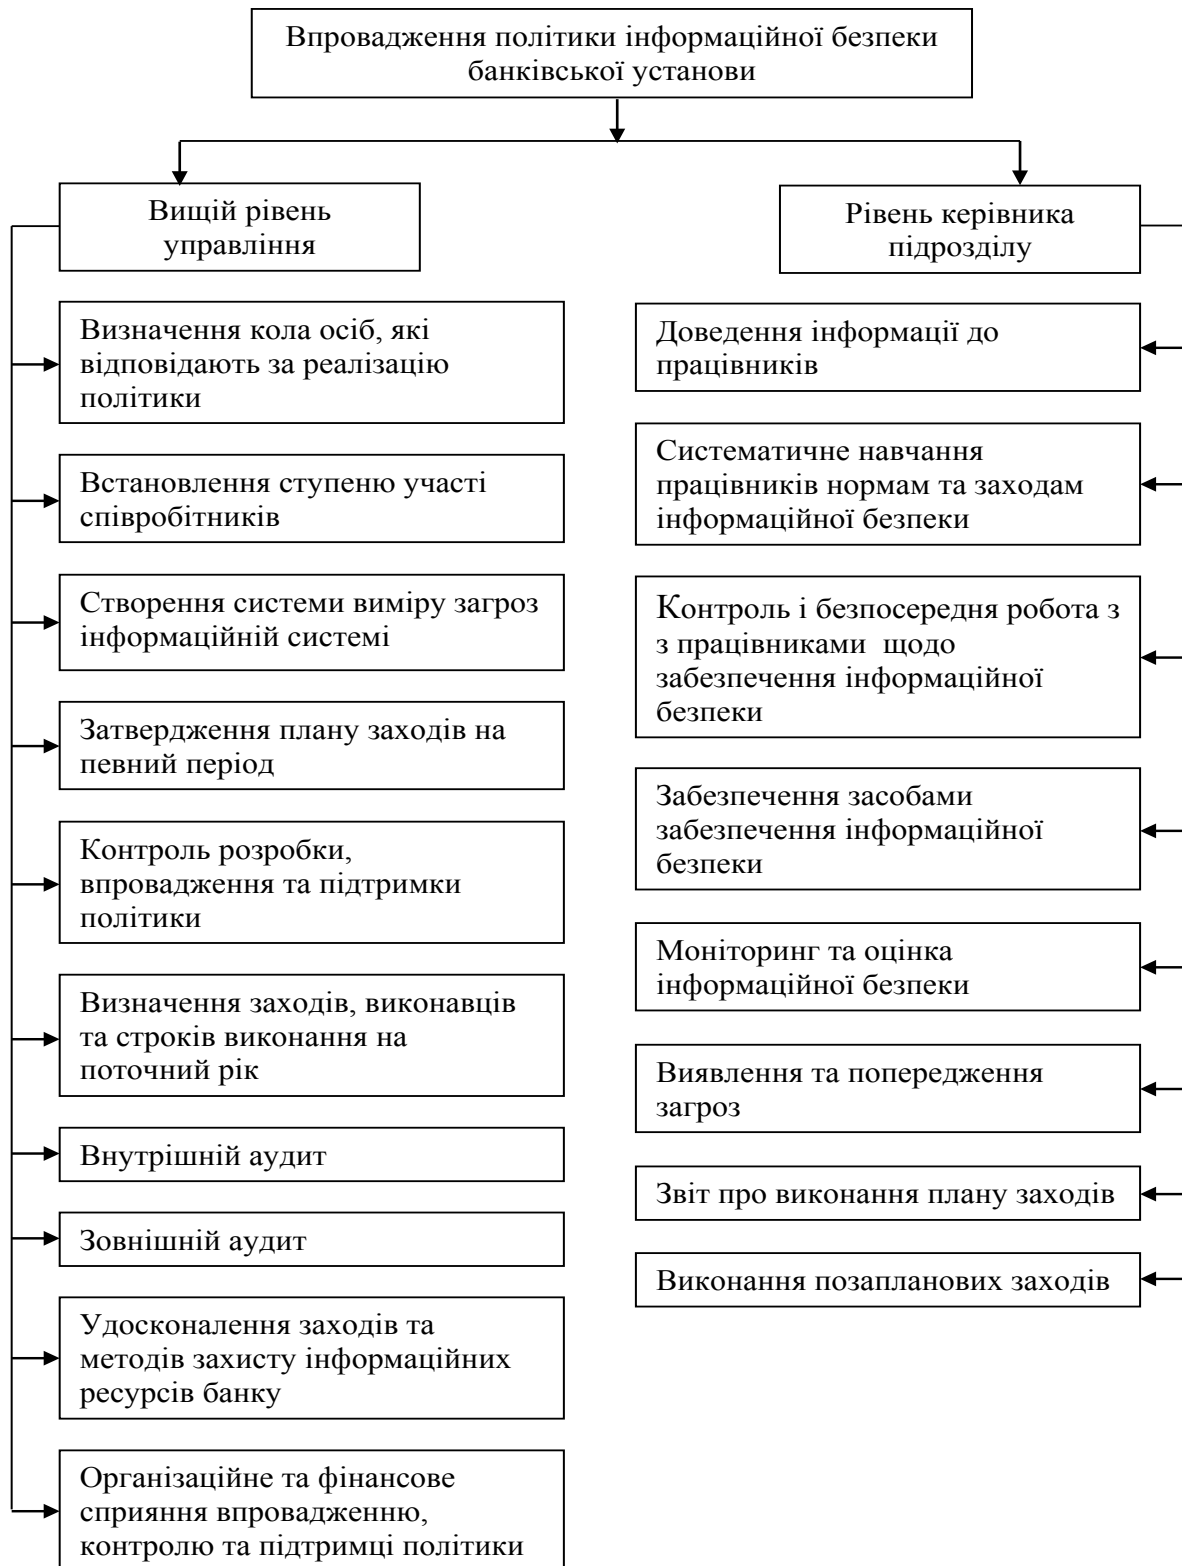 Впровадження політики інформаційної безпеки
банківської установи
Вищій рівень
управління
Визначення кола осіб, які
відповідають за реалізацію
політики
Встановлення ступеню участі
співробітників
Створення системи виміру загроз
інформаційній системі
Затвердження плану заходів на
певний період
Контроль розробки,
впровадження та підтримки
політики
Визначення заходів, виконавців
та строків виконання на
поточний рік
Внутрішній аудит
Зовнішній аудит
Удосконалення заходів та
методів захисту інформаційних
ресурсів банку
Організаційне та фінансове
сприяння впровадженню,
контролю та підтримці політики
Рівень керівника
підрозділу
Доведення інформації до
працівників
Систематичне навчання
працівників нормам та заходам
інформаційної безпеки
Контроль і безпосередня робота з
з працівниками щодо
забезпечення інформаційної
безпеки
Забезпечення засобами
забезпечення інформаційної
безпеки
Моніторинг та оцінка
інформаційної безпеки
Виявлення та попередження
загроз
Звіт про виконання плану заходів
Виконання позапланових заходів